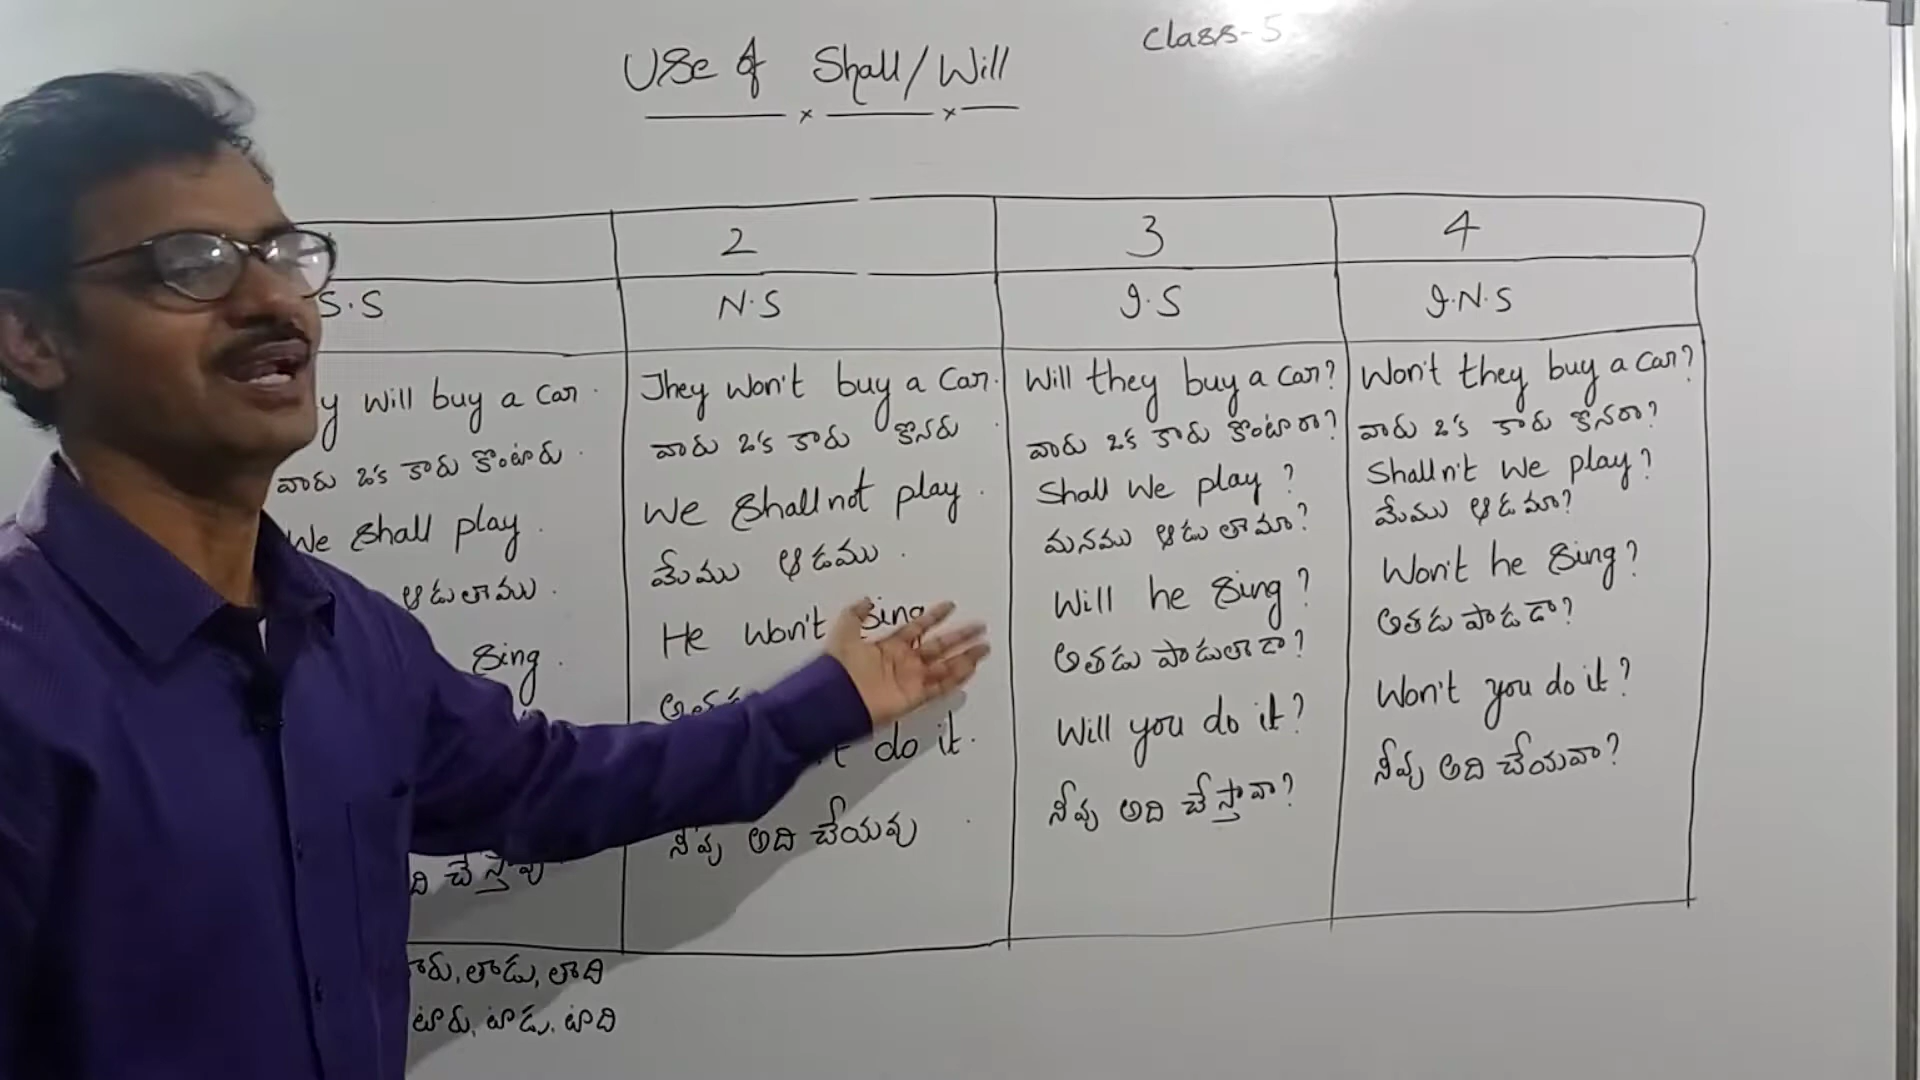 Class-5
Use of Shall/Will
2 3 4
S.S N.S I.S I.N.S
will buy a car.
వారు ఒక కారు కొంటారు.
We shall play.
ఆడుతాము.
sing.
చేస్తావు
They won't buy a car.
వారు ఒక కారు కొనరు.
We shall not play.
మేము ఆడము.
He won't sing
do it.
నీవు అది చేయవు.
Will they buy a car?
వారు ఒక కారు కొంటారా?
Shall we play?
మనము ఆడుతామా?
Will he sing?
అతడు పాడుతాడా?
Will you do it?
నీవు అది చేస్తావా?
Won't they buy a car?
వారు ఒక కారు కొనరా?
Shalln't we play?
మేము ఆడమా?
Won't he sing?
అతడు పాడడా?
Won't you do it?
నీవు అది చేయవా?
తాడు, తాది
టారు, టాడు, టాది